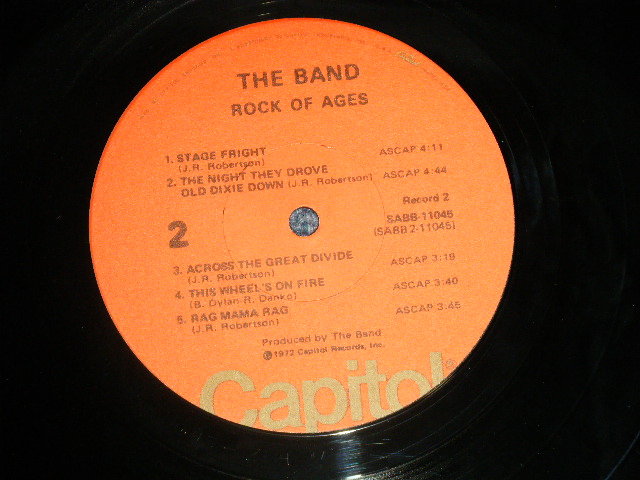 THE BAND
ROCK OF AGES
1. STAGE FRIGHT ASCAP 4:11
(J.R. Robertson)
2. THE NIGHT THEY DROVE ASCAP 4:44
OLD DIXIE DOWN (J.R. Robertson)
Record 2
2
SABB-11045
(SABB 2-11045)
3. ACROSS THE GREAT DIVIDE ASCAP 3:19
(J.R. Robertson)
4. THIS WHEEL'S ON FIRE ASCAP 3:40
(B. Dylan-R. Danko)
5. RAG MAMA RAG ASCAP 3:45
(J.R. Robertson)
Produced by The Band
℗1972 Capitol Records, Inc.
Capitol®